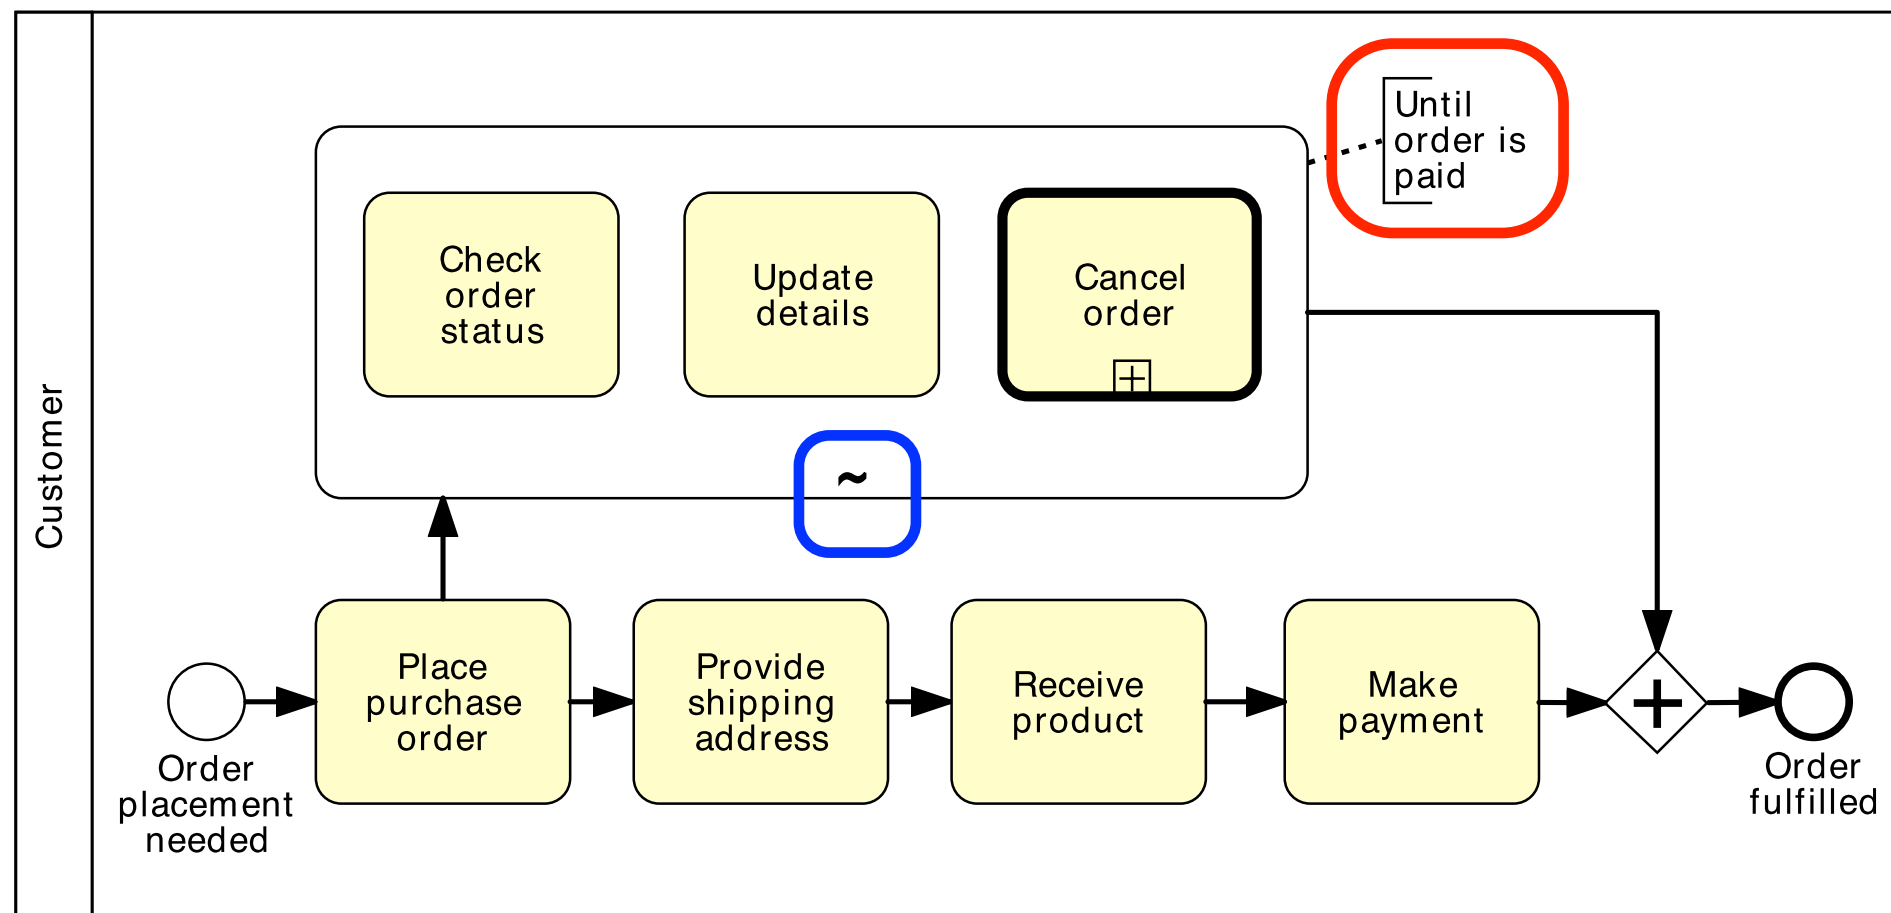 Customer
Until
order is
paid
Check
order
status
Update
details
Cancel
order
~
Place
purchase
order
Provide
shipping
address
Receive
product
Make
payment
Order
placement
needed
Order
fulfilled